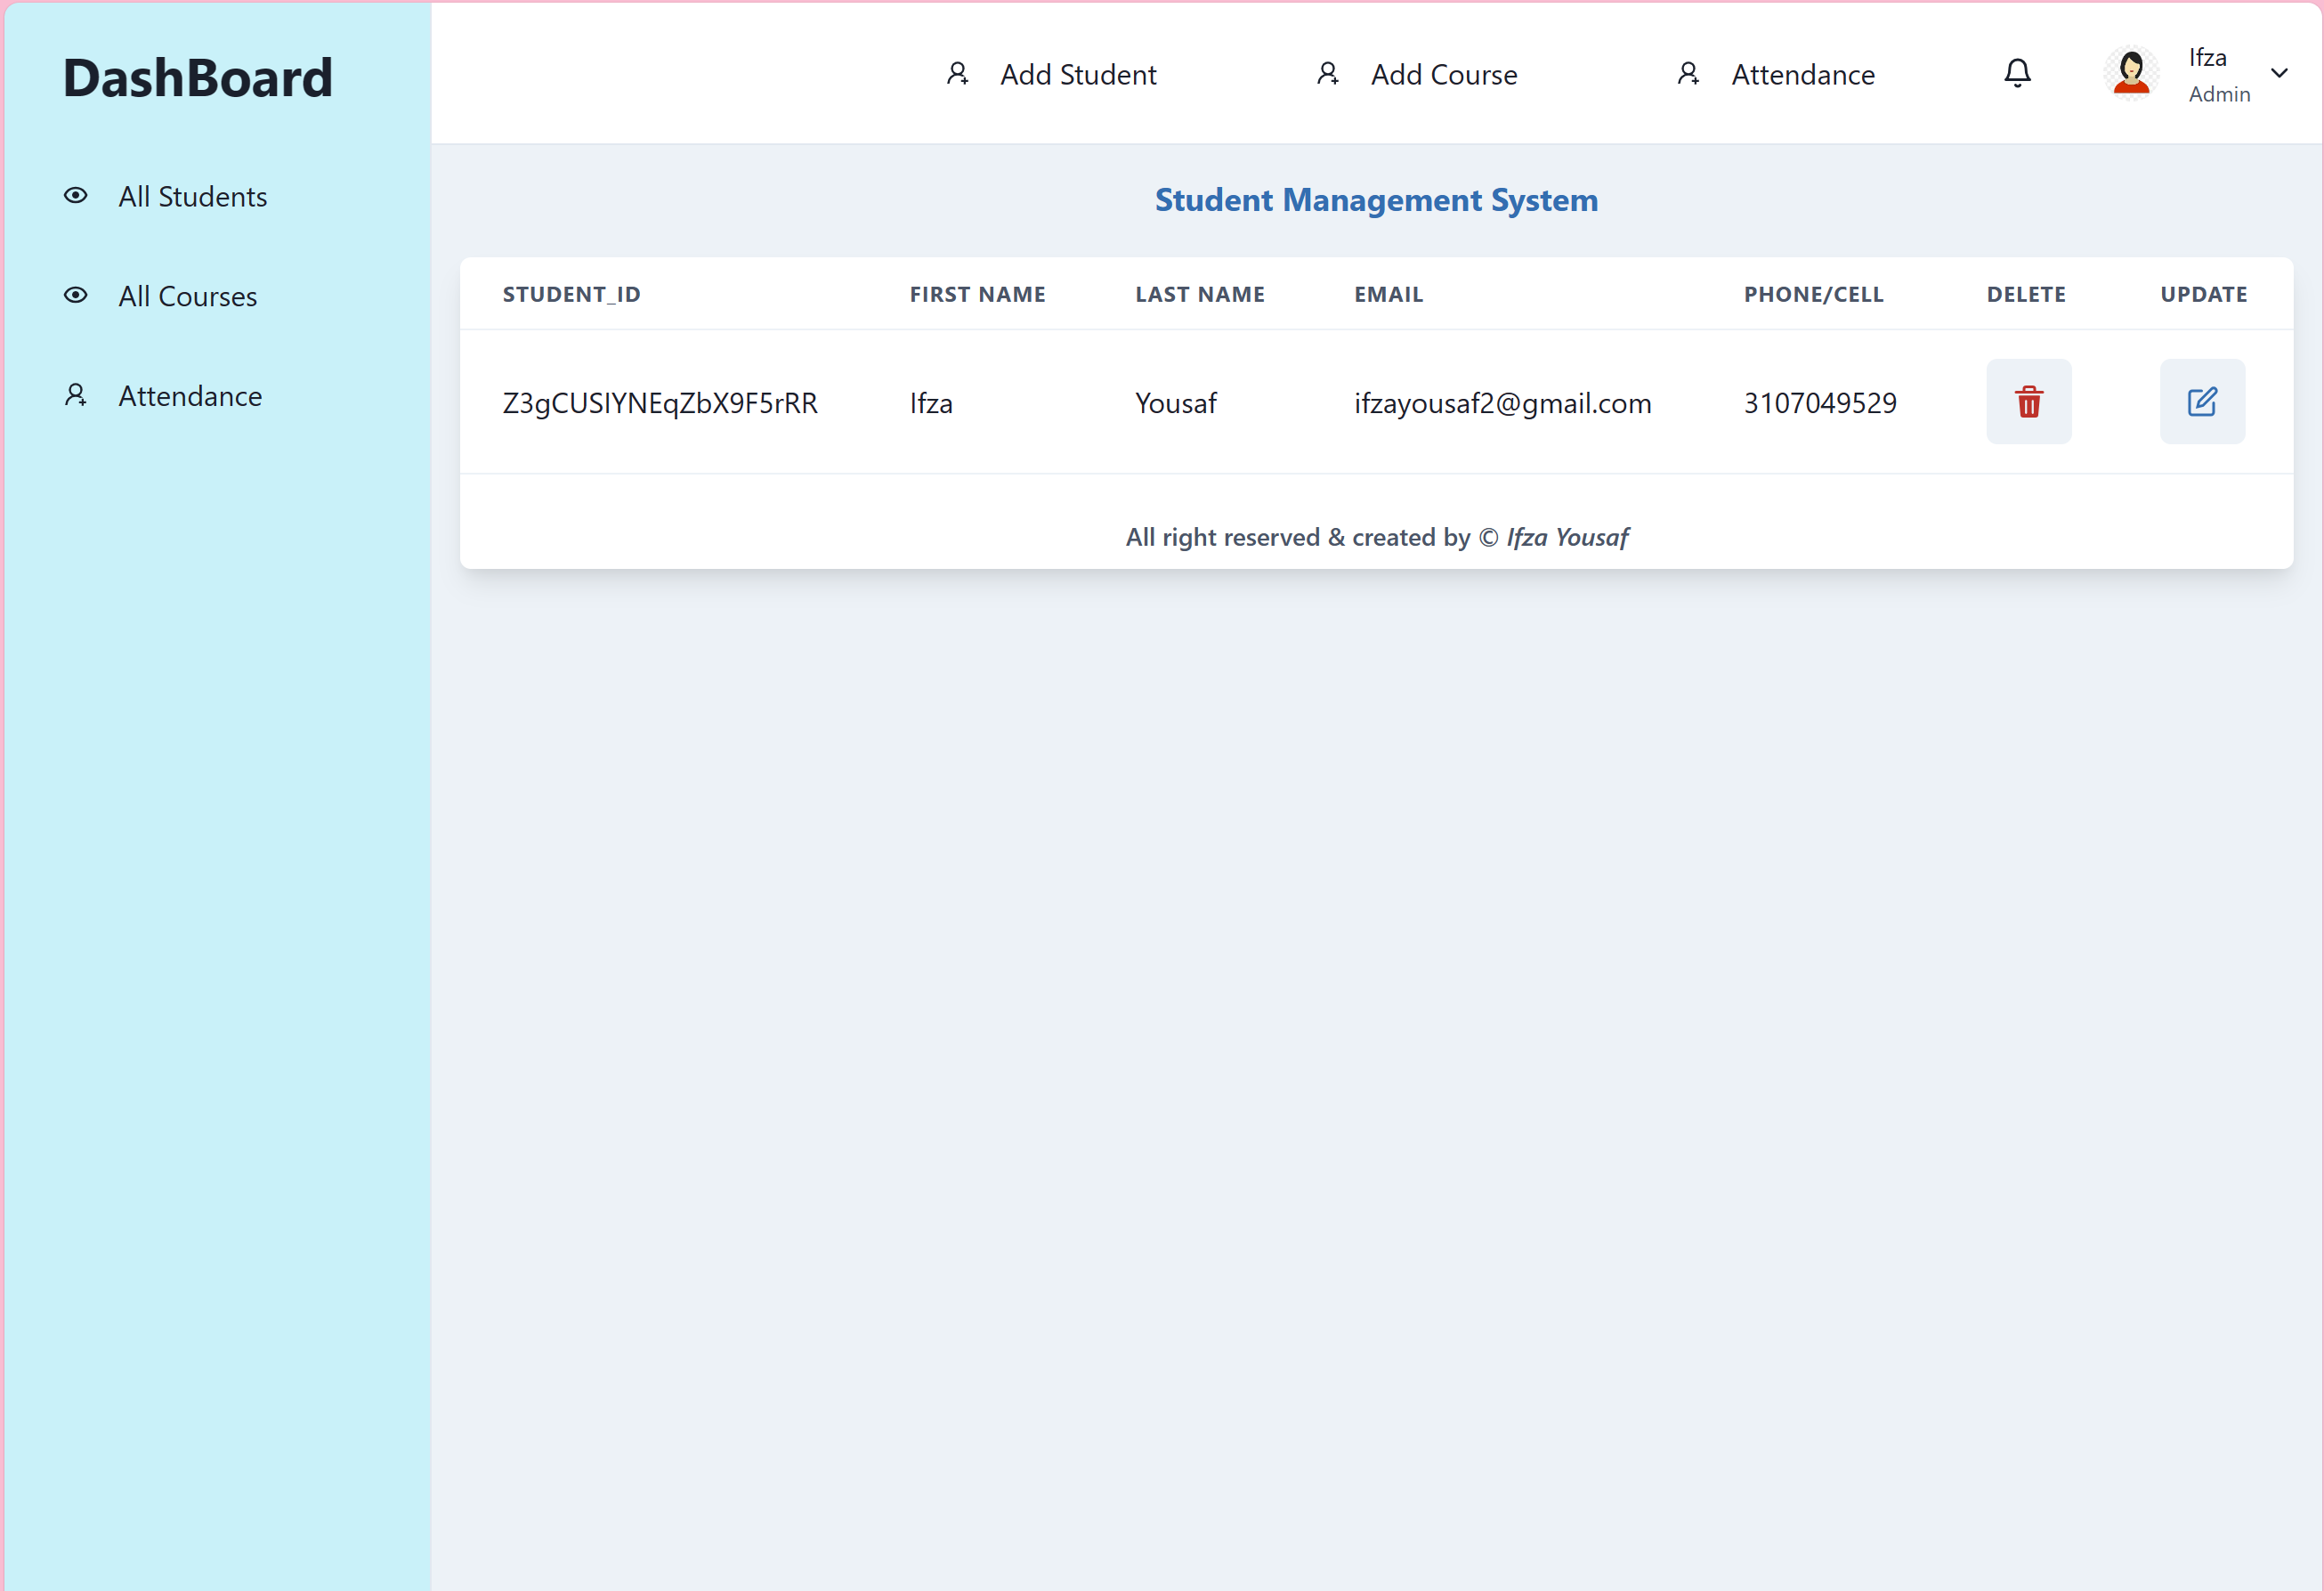 DashBoard
All Students
All Courses
Attendance
Add Student Add Course Attendance
Ifza
Admin
Student Management System
STUDENT_ID FIRST NAME LAST NAME EMAIL PHONE/CELL DELETE UPDATE
Z3gCUSIYNEqZbX9F5rRR Ifza Yousaf ifzayousaf2@gmail.com 3107049529
All right reserved & created by © Ifza Yousaf